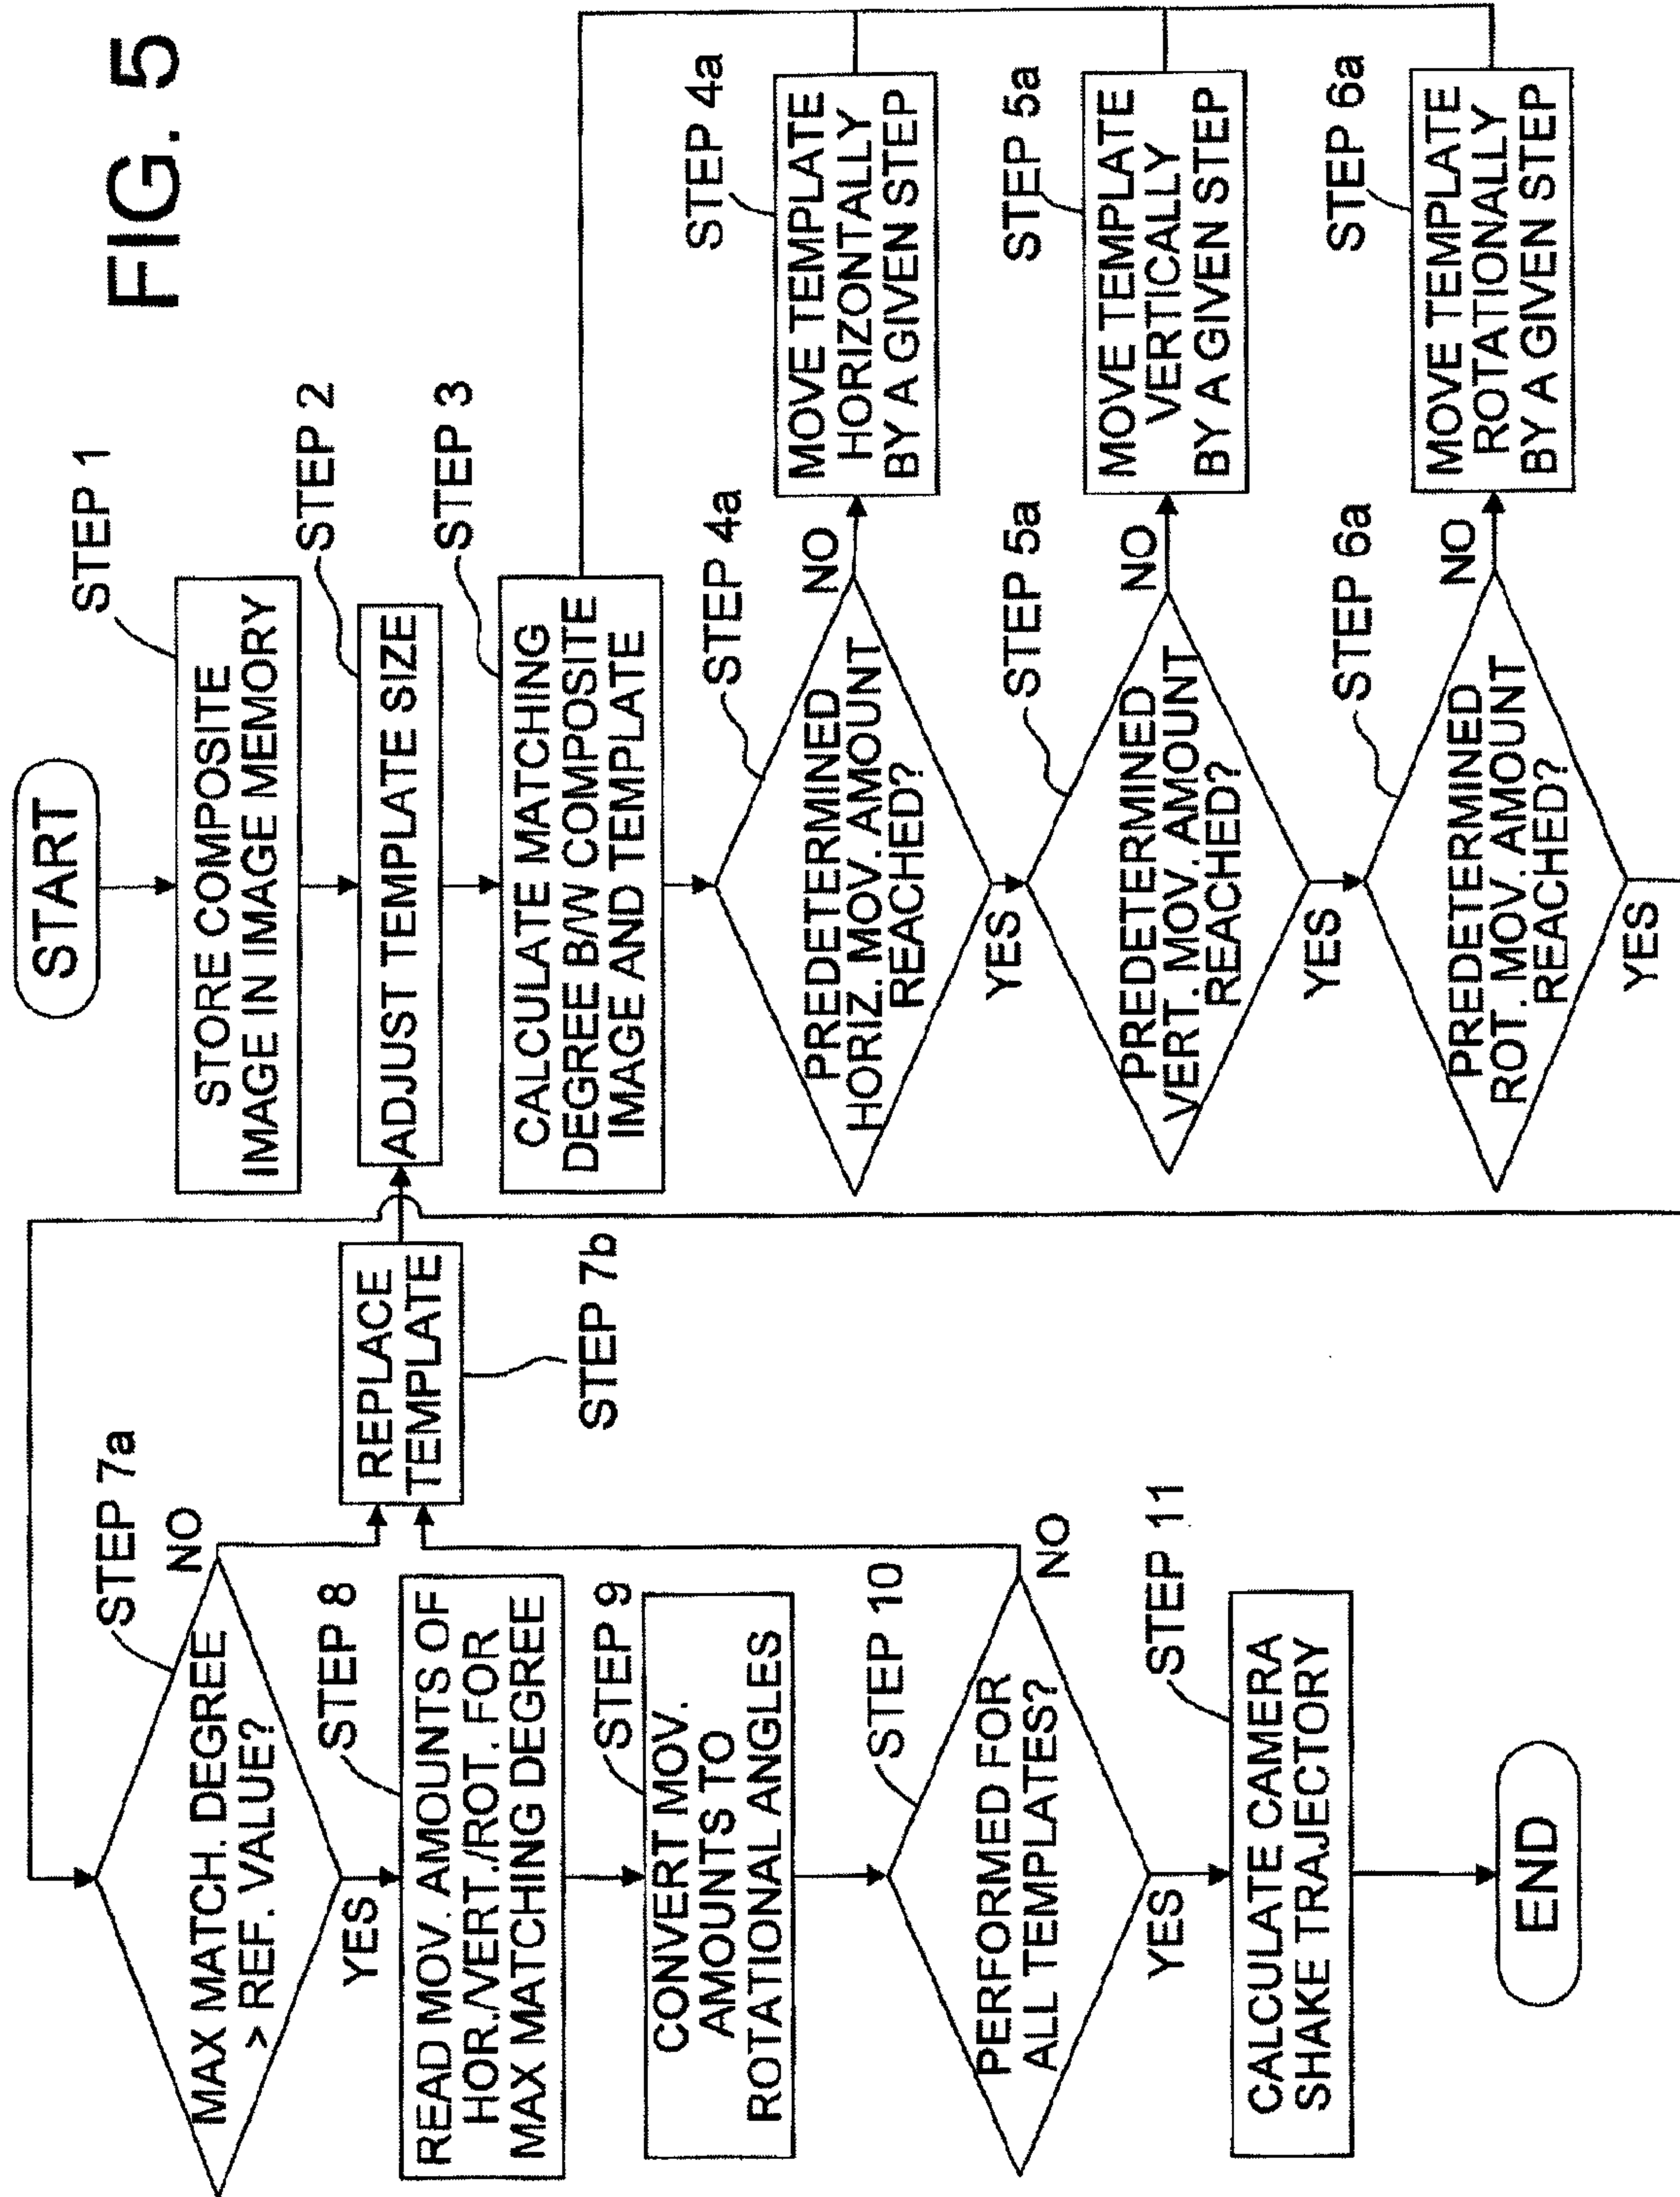 FIG. 5
START
STEP 1
STORE COMPOSITE
IMAGE IN IMAGE MEMORY
STEP 2
ADJUST TEMPLATE SIZE
STEP 3
CALCULATE MATCHING
DEGREE B/W COMPOSITE
IMAGE AND TEMPLATE
STEP 4a
PREDETERMINED
HORIZ. MOV. AMOUNT
REACHED?
NO
YES
STEP 4a
MOVE TEMPLATE
HORIZONTALLY
BY A GIVEN STEP
STEP 5a
PREDETERMINED
VERT. MOV. AMOUNT
REACHED?
NO
YES
STEP 5a
MOVE TEMPLATE
VERTICALLY
BY A GIVEN STEP
STEP 6a
PREDETERMINED
ROT. MOV. AMOUNT
REACHED?
NO
YES
STEP 6a
MOVE TEMPLATE
ROTATIONALLY
BY A GIVEN STEP
STEP 7a
MAX MATCH. DEGREE
> REF. VALUE?
NO
YES
REPLACE
TEMPLATE
STEP 7b
STEP 8
READ MOV. AMOUNTS OF
HOR./VERT./ROT. FOR
MAX MATCHING DEGREE
STEP 9
CONVERT MOV.
AMOUNTS TO
ROTATIONAL ANGLES
STEP 10
PERFORMED FOR
ALL TEMPLATES?
NO
YES
STEP 11
CALCULATE CAMERA
SHAKE TRAJECTORY
END